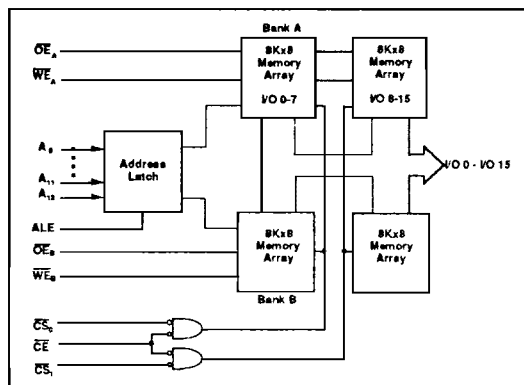 Bank A
OE_A
WE_A
8Kx8
Memory
Array
I/O 0-7
8Kx8
Memory
Array
I/O 8-15
A_0
A_11
A_12
Address
Latch
I/O 0 - I/O 15
ALE
OE_B
WE_B
8Kx8
Memory
Array
8Kx8
Memory
Array
Bank B
CS_0
CE
CS_1